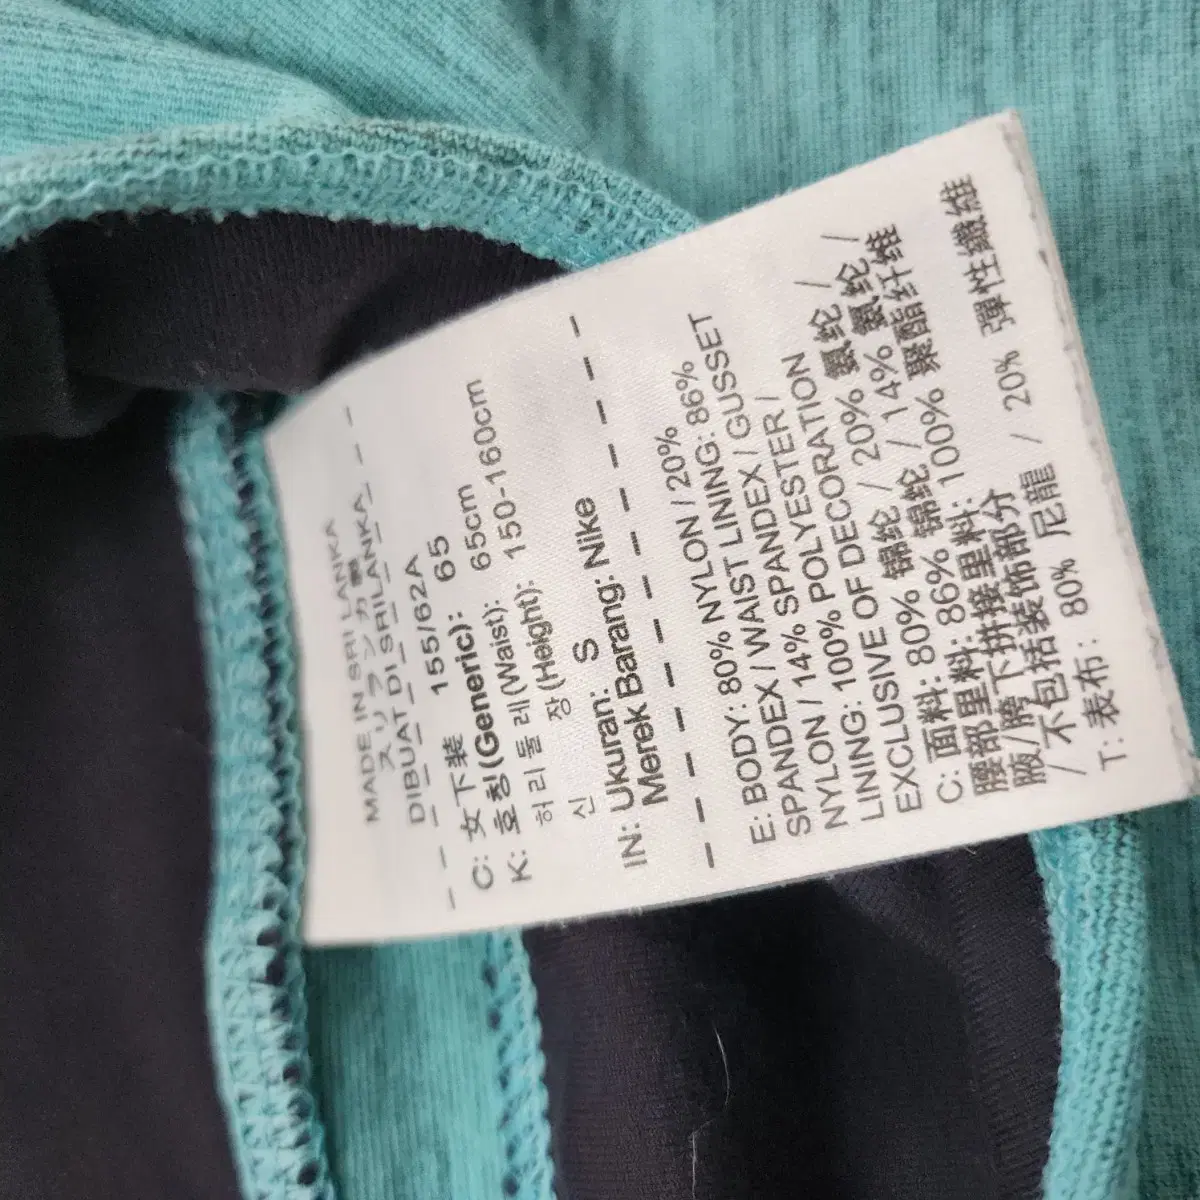 MADE IN SRI LANKA
スリランカ製
DIBUAT DI SRILANKA
155/62A
C: 女下装
K: 호칭(Generic): 65
허리둘레(Waist): 65cm
신장(Height): 150-160cm
IN: Ukuran: S
Merek Barang: Nike
E: BODY: 80% NYLON / 20%
SPANDEX / WAIST LINING: 86%
NYLON / 14% SPANDEX / GUSSET
LINING: 100% POLYESTER /
EXCLUSIVE OF DECORATION
C: 面料: 80% 锦纶 / 20% 氨纶 /
腰部里料: 86% 锦纶 / 14% 氨纶 /
腋/胯下拼接里料: 100% 聚酯纤维
/ 不包括装饰部分
T: 表布: 80% 尼龍 / 20% 彈性纖維